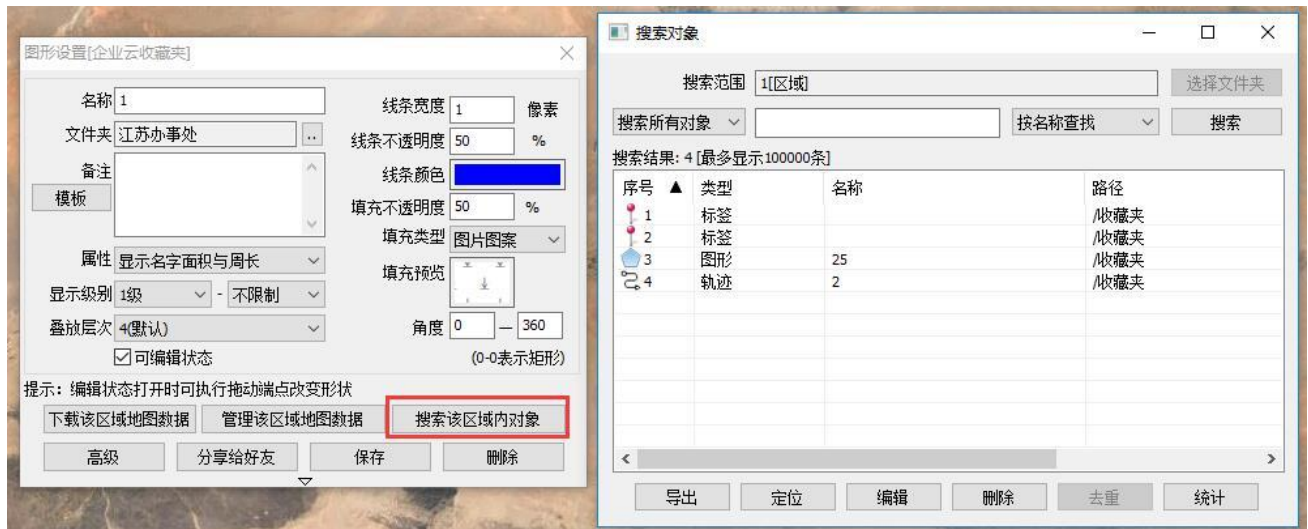 图形设置[企业云收藏夹]
名称 1
文件夹 江苏办事处 ..
备注
模板
属性 显示名字面积与周长
显示级别 1级 - 不限制
叠放层次 4(默认)
可编辑状态
线条宽度 1 像素
线条不透明度 50 %
线条颜色
填充不透明度 50 %
填充类型 图片图案
填充预览
角度 0 — 360
(0-0表示矩形)
提示：编辑状态打开时可执行拖动端点改变形状
下载该区域地图数据 管理该区域地图数据 搜索该区域内对象
高级 分享给好友 保存 删除
搜索对象
搜索范围 1[区域] 选择文件夹
搜索所有对象 按名称查找 搜索
搜索结果: 4 [最多显示100000条]
序号 ▲ 类型 名称 路径
1 标签 /收藏夹
2 标签 /收藏夹
3 图形 25 /收藏夹
4 轨迹 2 /收藏夹
导出 定位 编辑 删除 去重 统计